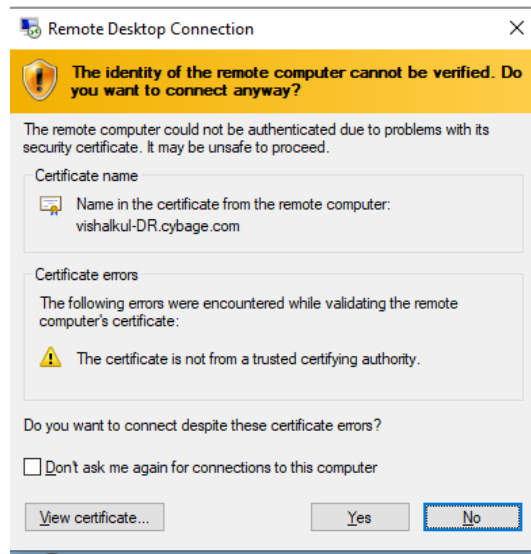 Remote Desktop Connection
The identity of the remote computer cannot be verified. Do
you want to connect anyway?
The remote computer could not be authenticated due to problems with its
security certificate. It may be unsafe to proceed.
Certificate name
Name in the certificate from the remote computer:
vishalkul-DR.cybage.com
Certificate errors
The following errors were encountered while validating the remote
computer's certificate:
The certificate is not from a trusted certifying authority.
Do you want to connect despite these certificate errors?
Don't ask me again for connections to this computer
View certificate...
Yes
No